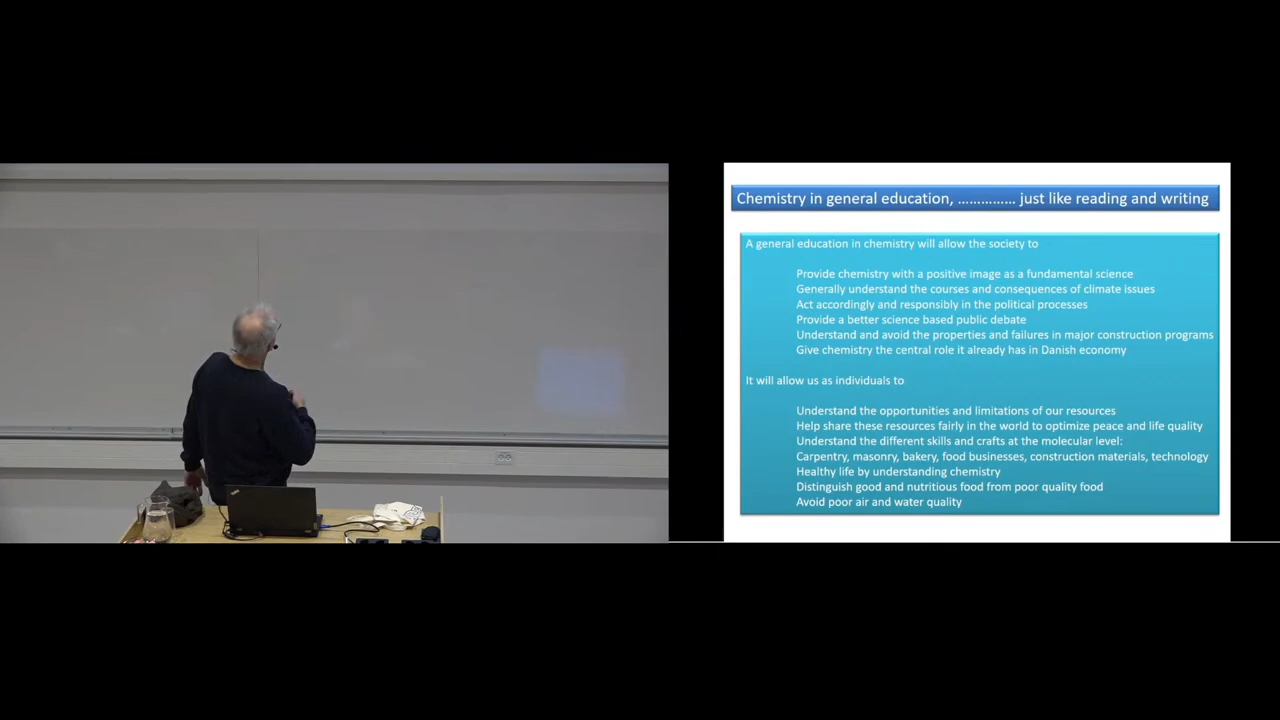 Chemistry in general education, …………… just like reading and writing
A general education in chemistry will allow the society to
Provide chemistry with a positive image as a fundamental science
Generally understand the courses and consequences of climate issues
Act accordingly and responsibly in the political processes
Provide a better science based public debate
Understand and avoid the properties and failures in major construction programs
Give chemistry the central role it already has in Danish economy
It will allow us as individuals to
Understand the opportunities and limitations of our resources
Help share these resources fairly in the world to optimize peace and life quality
Understand the different skills and crafts at the molecular level:
Carpentry, masonry, bakery, food businesses, construction materials, technology
Healthy life by understanding chemistry
Distinguish good and nutritious food from poor quality food
Avoid poor air and water quality